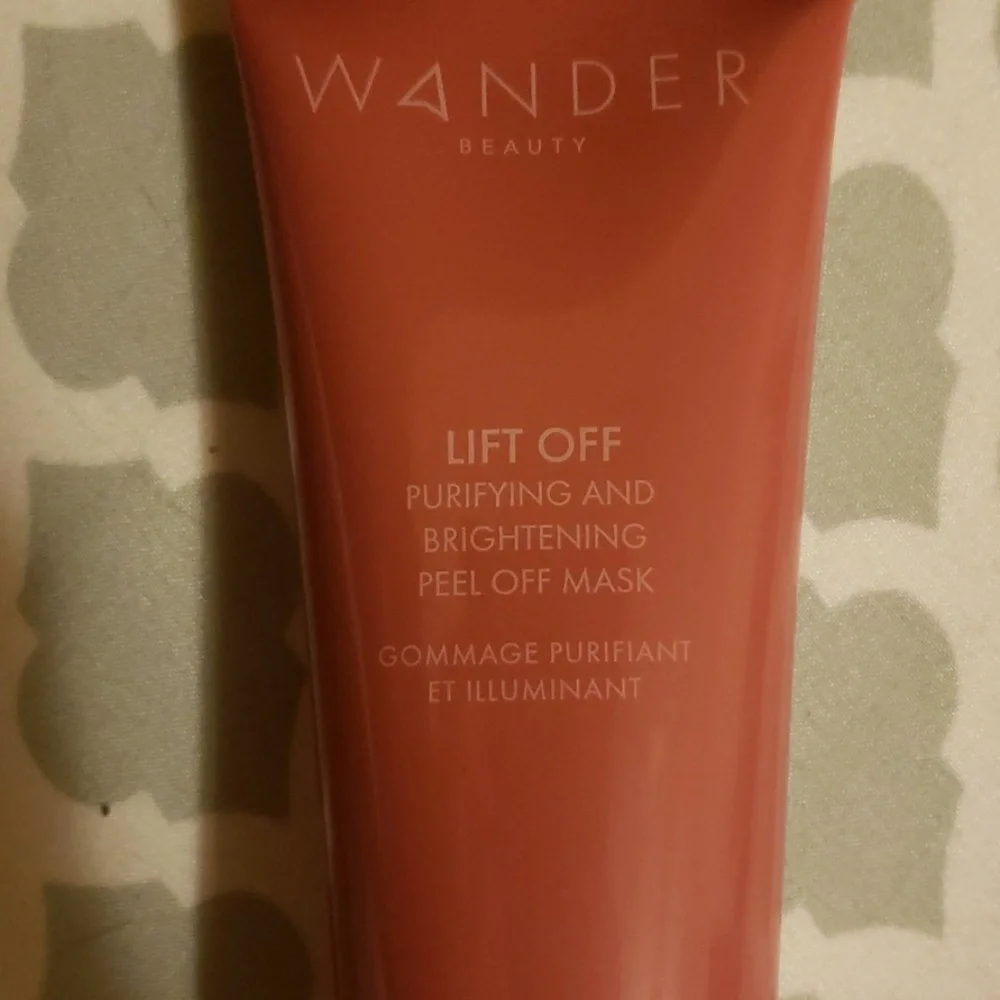 WANDER
BEAUTY
LIFT OFF
PURIFYING AND
BRIGHTENING
PEEL OFF MASK
GOMMAGE PURIFIANT
ET ILLUMINANT